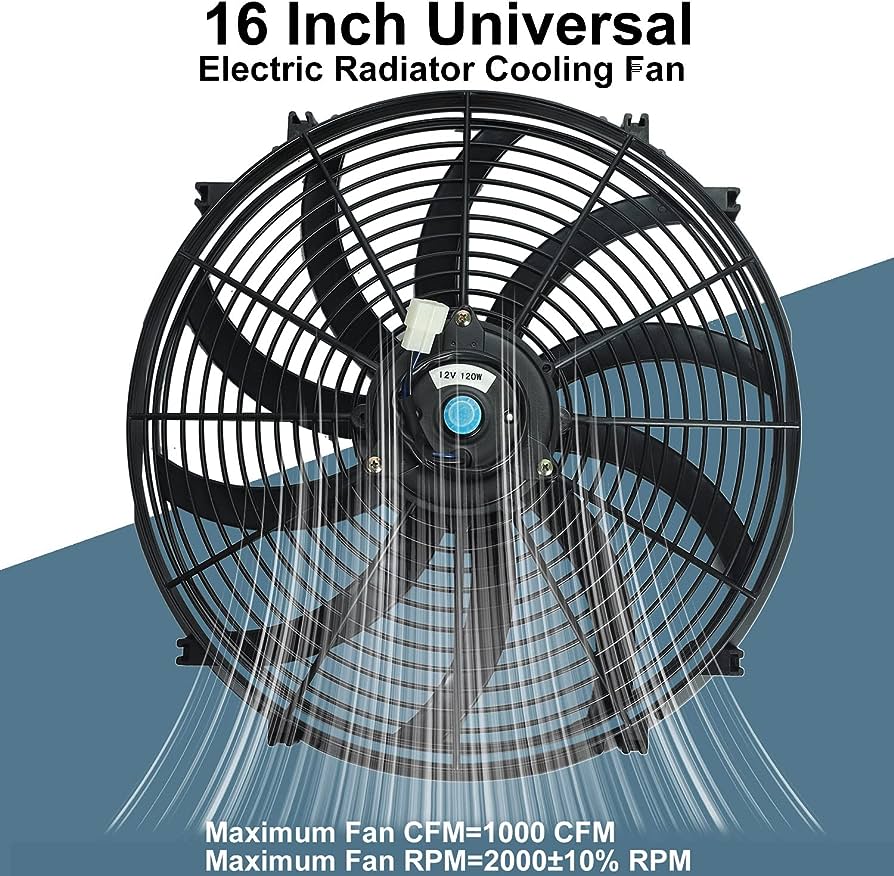 16 Inch Universal
Electric Radiator Cooling Fan
12V 120W
Maximum Fan CFM=1000 CFM
Maximum Fan RPM=2000±10% RPM